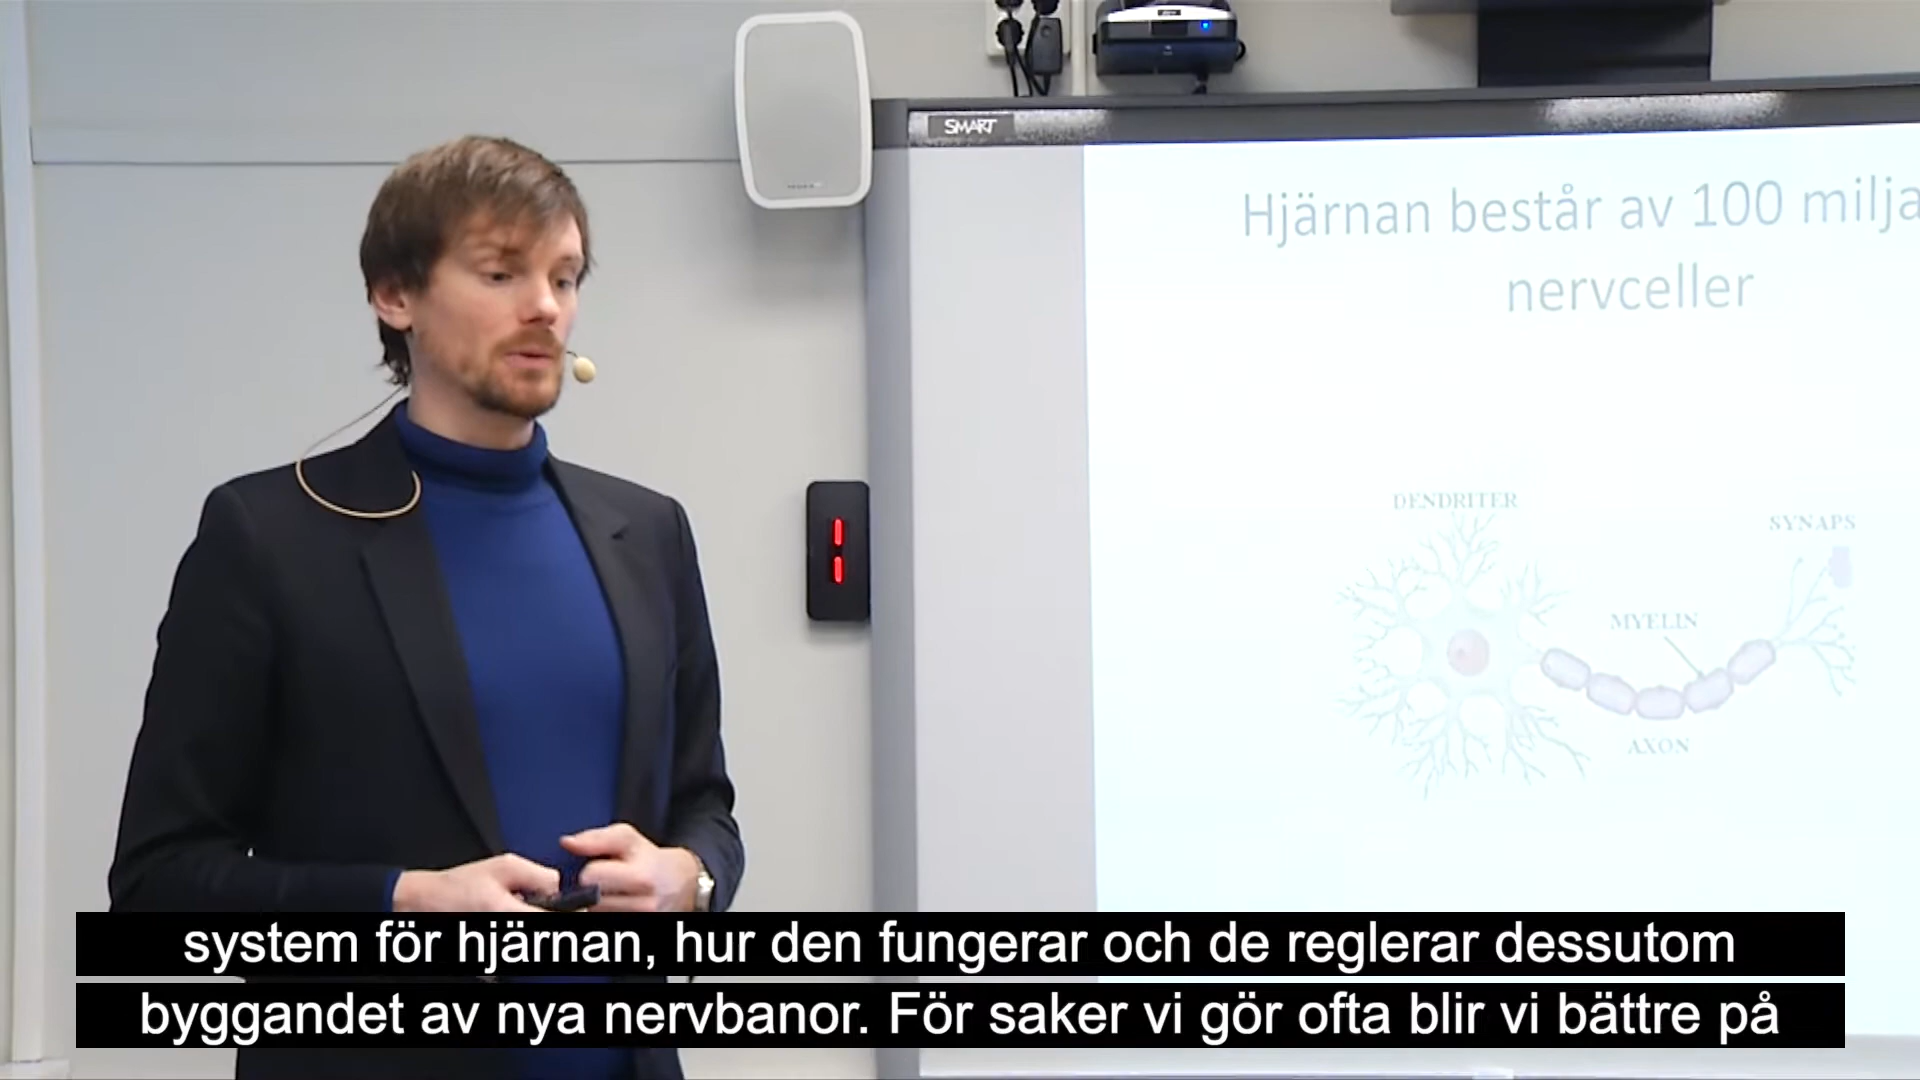 SMART
Hjärnan består av 100 milja
nervceller
DENDRITER
SYNAPS
MYELIN
AXON
system för hjärnan, hur den fungerar och de reglerar dessutom
byggandet av nya nervbanor. För saker vi gör ofta blir vi bättre på